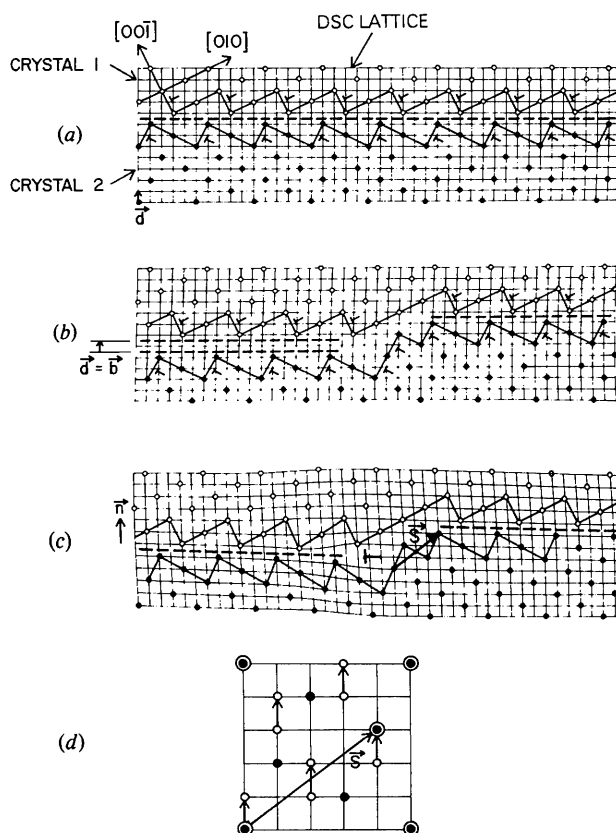 [001̄] [010] DSC LATTICE
CRYSTAL 1
(a)
CRYSTAL 2
d⃗
(b)
d⃗ = b⃗
n⃗
(c)
S⃗
(d)
S⃗